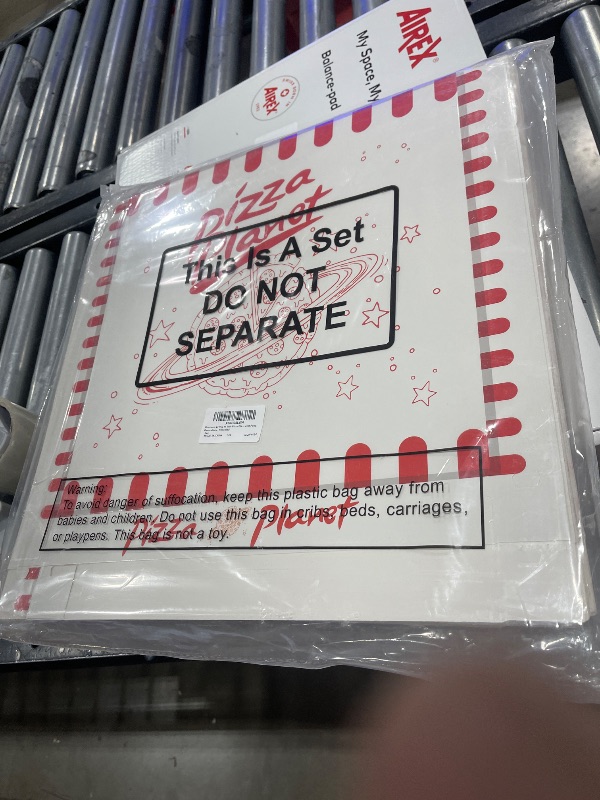 AIREX
My Space, My
Balance-pad
AIREX
Pizza
Planet
This Is A Set
DO NOT
SEPARATE
Warning:
To avoid danger of suffocation, keep this plastic bag away from
babies and children. Do not use this bag in cribs, beds, carriages,
or playpens. This bag is not a toy.
Pizza Planet